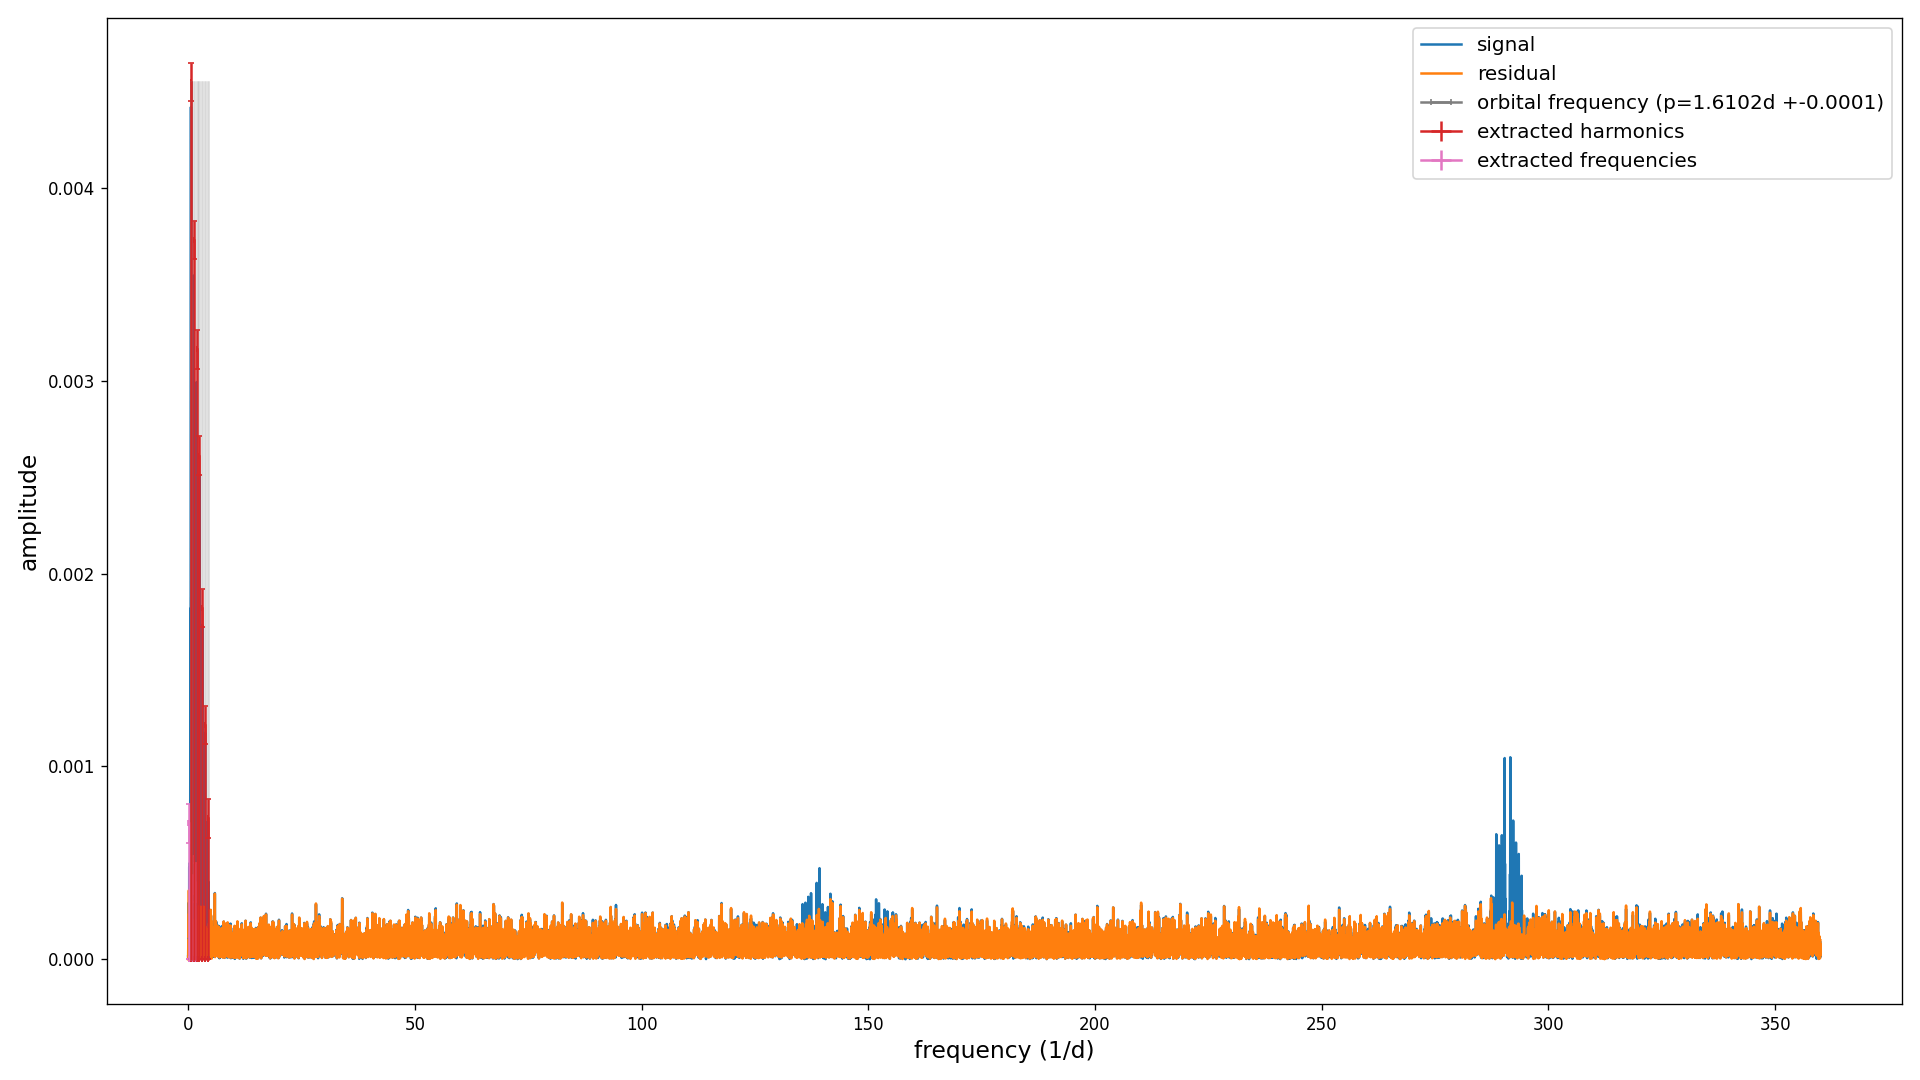 signal
residual
orbital frequency (p=1.6102d +-0.0001)
extracted harmonics
extracted frequencies
0.004
0.003
0.002
0.001
0.000
amplitude
0 50 100 150 200 250 300 350
frequency (1/d)